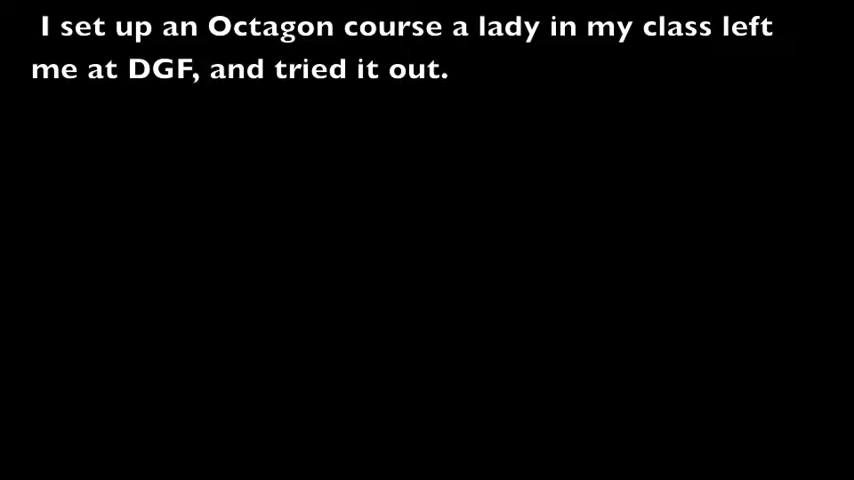 I set up an Octagon course a lady in my class left
me at DGF, and tried it out.